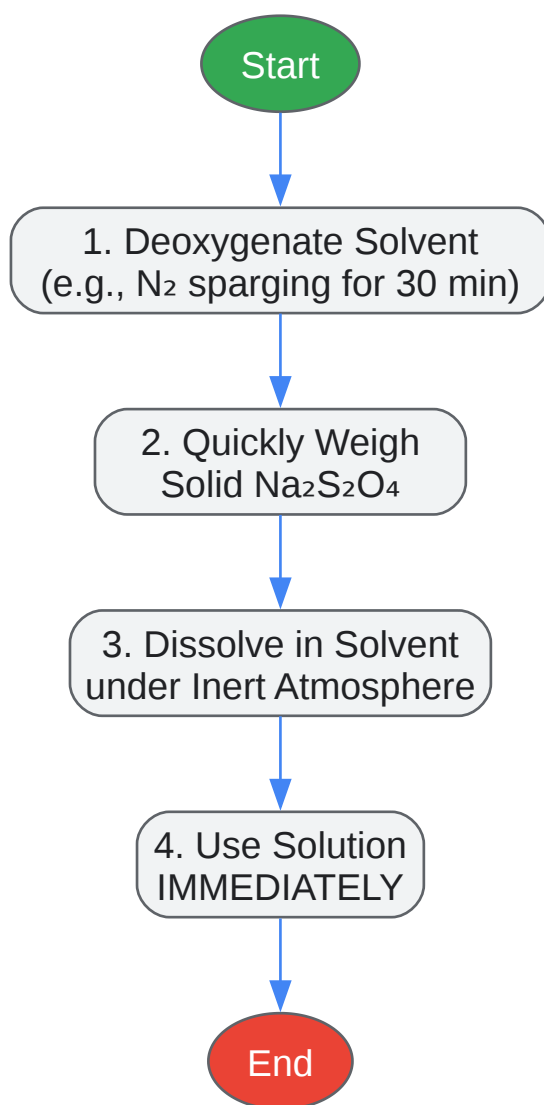 Start
1. Deoxygenate Solvent
(e.g., N₂ sparging for 30 min)
2. Quickly Weigh
Solid Na₂S₂O₄
3. Dissolve in Solvent
under Inert Atmosphere
4. Use Solution
IMMEDIATELY
End